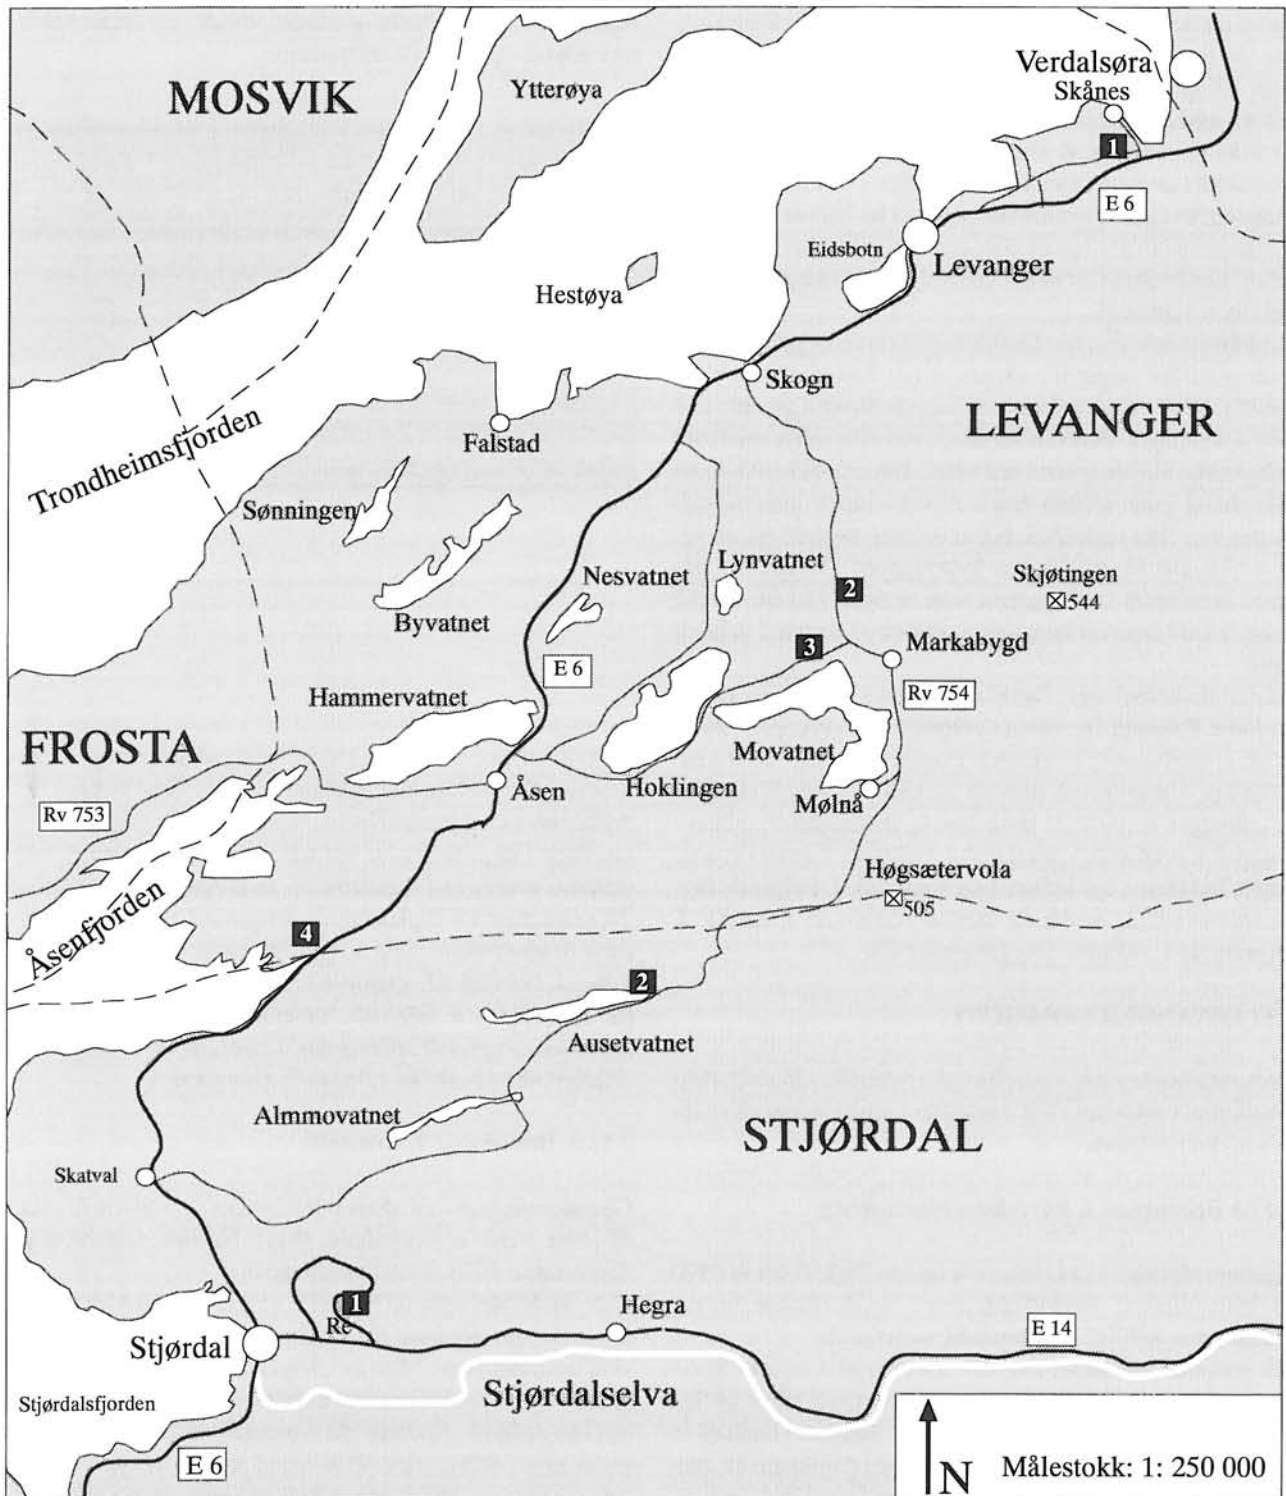 Verdalsøra
Skånes
MOSVIK
Ytterøya
1
E 6
Eidsbotn
Levanger
Hestøya
Skogn
LEVANGER
Trondheimsfjorden
Falstad
Sønningen
Nesvatnet
Lynvatnet
2
Skjøtingen
544
Byvatnet
3
Markabygd
E 6
Hammervatnet
Rv 754
FROSTA
Movatnet
Åsen
Hoklingen
Mølnå
Rv 753
Høgsætervola
505
Åsenfjorden
4
2
Ausetvatnet
Almmovatnet
STJØRDAL
Skatval
1
Re
Hegra
E 14
Stjørdal
Stjørdalselva
Stjørdalsfjorden
E 6
N
Målestokk: 1: 250 000